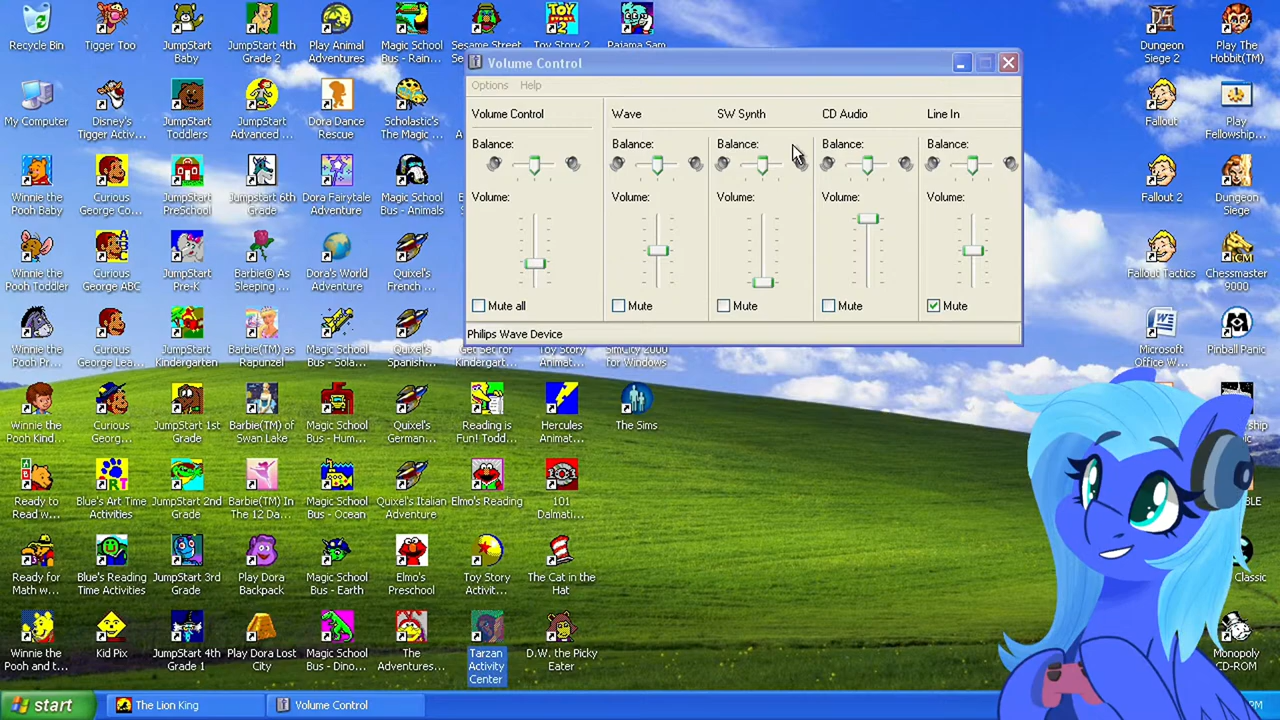 Recycle Bin
Tigger Too
JumpStart
Baby
JumpStart 4th
Grade 2
Play Animal
Adventures
Magic School
Bus - Rain...
Sesame Street
Toy Story 2
Pajama Sam
Dungeon
Siege 2
Play The
Hobbit(TM)
Volume Control
Options Help
My Computer
Disney's
Tigger Activ...
JumpStart
Toddlers
JumpStart
Advanced ...
Dora Dance
Rescue
Scholastic's
The Magic ...
Volume Control
Wave
SW Synth
CD Audio
Line In
Balance:
Balance:
Balance:
Balance:
Balance:
Volume:
Volume:
Volume:
Volume:
Volume:
Mute all
Mute
Mute
Mute
Mute
Philips Wave Device
Fallout
Play
Fellowship...
Winnie the
Pooh Baby
Curious
George Co...
JumpStart
PreSchool
Jumpstart 6th
Grade
Dora Fairytale
Adventure
Magic School
Bus - Animals
Fallout 2
Dungeon
Siege
Winnie the
Pooh Toddler
Curious
George ABC
JumpStart
Pre-K
Barbie® As
Sleeping ...
Dora's World
Adventure
Quixel's
French ...
Fallout Tactics
Chessmaster
9000
Winnie the
Pooh Pr...
Curious
George Lea...
JumpStart
Kindergarten
Barbie(TM) as
Rapunzel
Magic School
Bus - Sola...
Quixel's
Spanish...
Get Set for
Kindergart...
Toy Story
Animat...
SimCity 2000
for Windows
Microsoft
Office W...
Pinball Panic
Winnie the
Pooh Kind...
Curious
Georg...
JumpStart 1st
Grade
Barbie(TM) of
Swan Lake
Magic School
Bus - Hum...
Quixel's
German...
Reading is
Fun! Todd...
Hercules
Animat...
The Sims
Ready to
Read w...
Blue's Art Time
Activities
JumpStart 2nd
Grade
Barbie(TM) In
The 12 Da...
Magic School
Bus - Ocean
Quixel's Italian
Adventure
Elmo's Reading
101
Dalmati...
Ready for
Math w...
Blue's Reading
Time Activities
JumpStart 3rd
Grade
Play Dora
Backpack
Magic School
Bus - Earth
Elmo's
Preschool
Toy Story
Activit...
The Cat in the
Hat
Classic
Winnie the
Pooh and t...
Kid Pix
JumpStart 4th
Grade 1
Play Dora Lost
City
Magic School
Bus - Dino...
The
Adventures...
Tarzan
Activity
Center
D.W. the Picky
Eater
Monopoly
CD-ROM
start
The Lion King
Volume Control